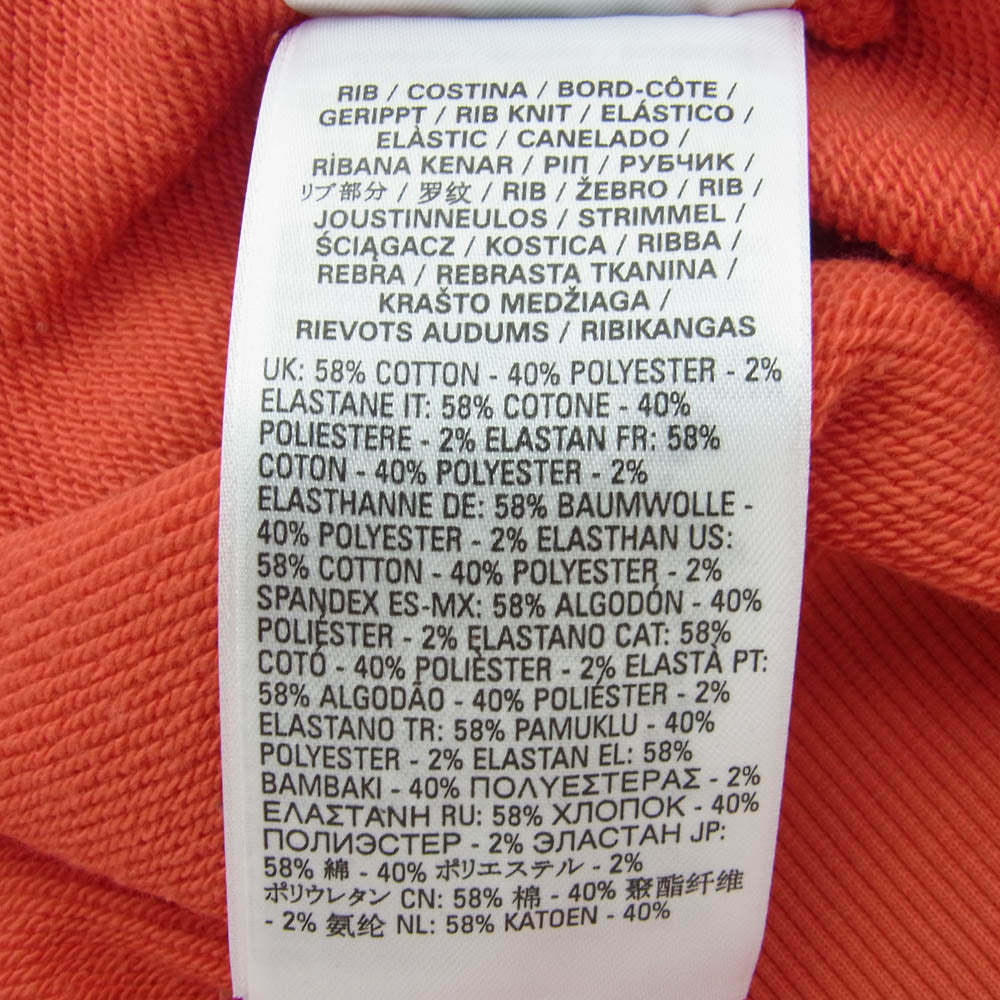 RIB / COSTINA / BORD-CÔTE /
GERIPPT / RIB KNIT / ELÁSTICO /
ELÀSTIC / CANELADO /
RİBANA KENAR / ΡΙΠ / РУБЧИК /
リブ部分 / 罗纹 / RIB / ŽEBRO / RIB /
JOUSTINNEULOS / STRIMMEL /
ŚCIĄGACZ / KOSTICA / RIBBA /
REBRA / REBRASTA TKANINA /
KRAŠTO MEDŽIAGA /
RIEVOTS AUDUMS / RIBIKANGAS
UK: 58% COTTON - 40% POLYESTER - 2%
ELASTANE IT: 58% COTONE - 40%
POLIESTERE - 2% ELASTAN FR: 58%
COTON - 40% POLYESTER - 2%
ELASTHANNE DE: 58% BAUMWOLLE -
40% POLYESTER - 2% ELASTHAN US:
58% COTTON - 40% POLYESTER - 2%
SPANDEX ES-MX: 58% ALGODÓN - 40%
POLIÉSTER - 2% ELASTANO CAT: 58%
COTÓ - 40% POLIÈSTER - 2% ELASTÀ PT:
58% ALGODÃO - 40% POLIÉSTER - 2%
ELASTANO TR: 58% PAMUKLU - 40%
POLYESTER - 2% ELASTAN EL: 58%
ΒΑΜΒΑΚΙ - 40% ΠΟΛΥΕΣΤΕΡΑΣ - 2%
ΕΛΑΣΤΆΝΗ RU: 58% ХЛОПОК - 40%
ПОЛИЭСТЕР - 2% ЭЛАСТАН JP:
58% 綿 - 40% ポリエステル - 2%
ポリウレタン CN: 58% 棉 - 40% 聚酯纤维
- 2% 氨纶 NL: 58% KATOEN - 40%